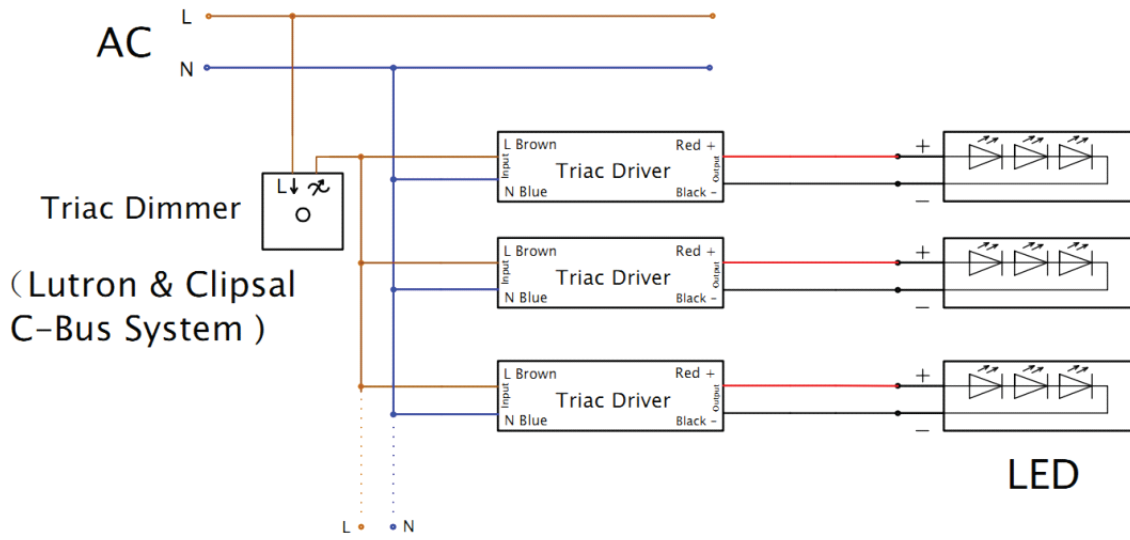 L
AC
N
L Brown
Red +
Input
Triac Driver
Output
N Blue
Black -
+
−
L
Triac Dimmer
（Lutron & Clipsal
C-Bus System )
L Brown
Red +
Input
Triac Driver
Output
N Blue
Black -
+
−
L Brown
Red +
Input
Triac Driver
Output
N Blue
Black -
+
−
LED
L
N